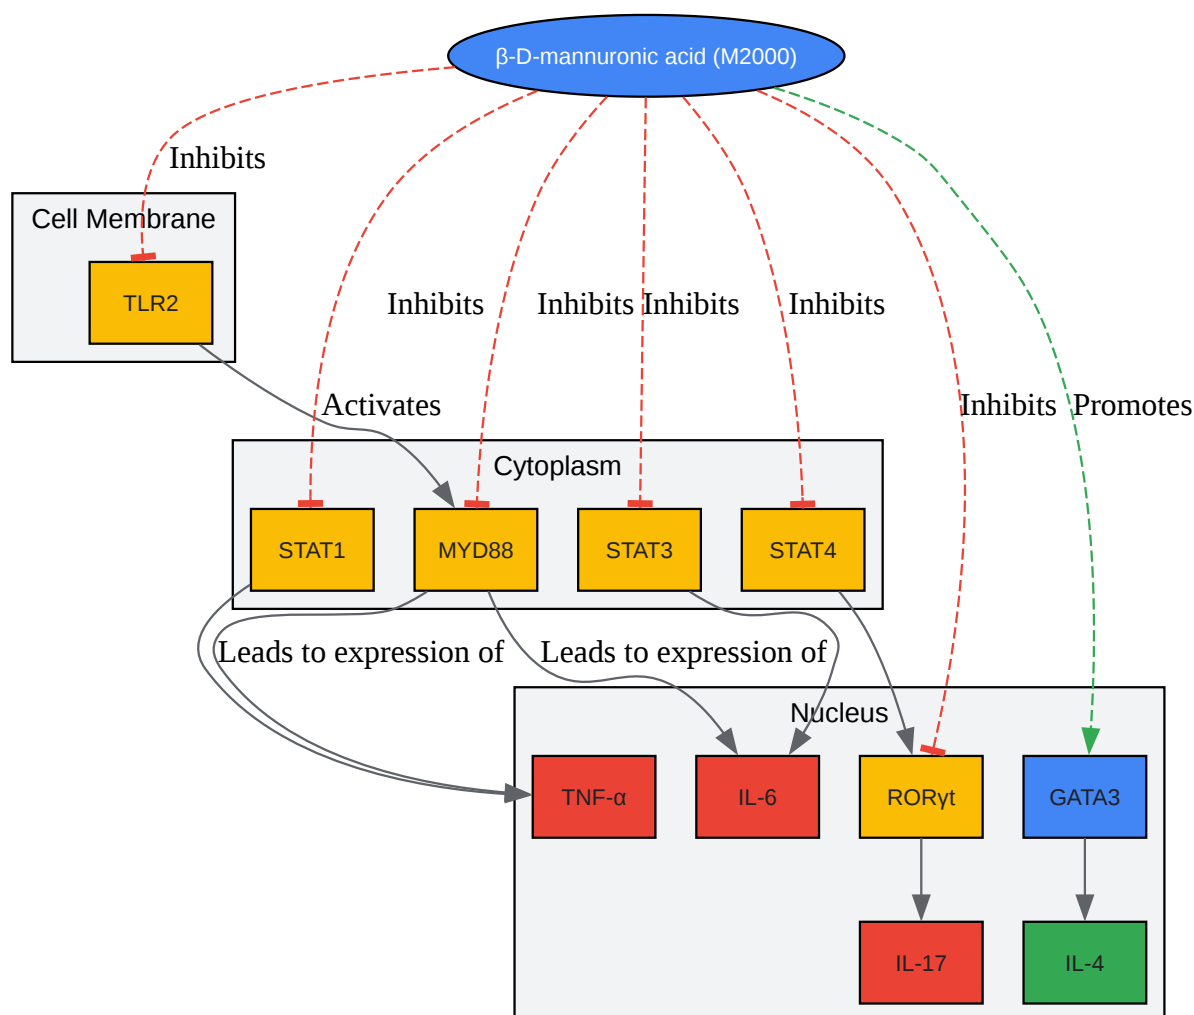 β-D-mannuronic acid (M2000)
Inhibits
Cell Membrane
TLR2
Inhibits
Inhibits
Inhibits
Inhibits
Activates
Inhibits
Promotes
Cytoplasm
STAT1
MYD88
STAT3
STAT4
Leads to expression of
Leads to expression of
Nucleus
TNF-α
IL-6
RORγt
GATA3
IL-17
IL-4